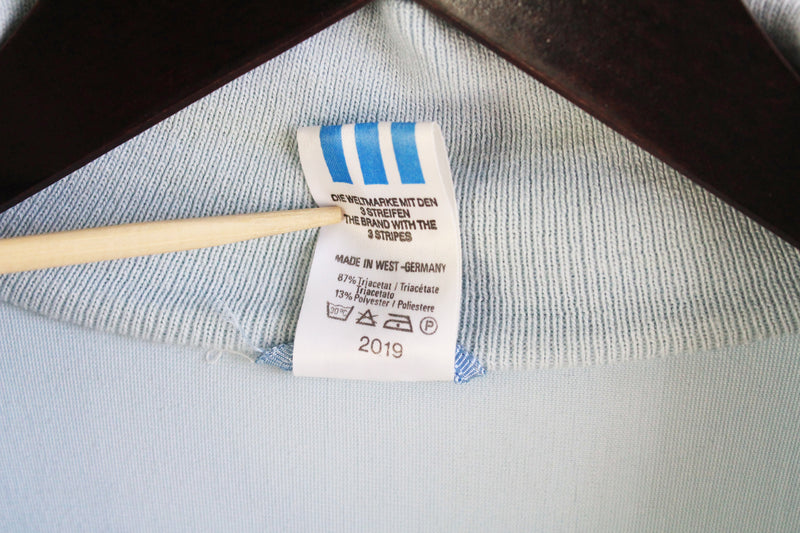 DIE WELTMARKE MIT DEN
3 STREIFEN
THE BRAND WITH THE
3 STRIPES
MADE IN WEST-GERMANY
87% Triacetat / Triacétate
Triacetato
13% Polyester / Poliestere
30°C P
2019